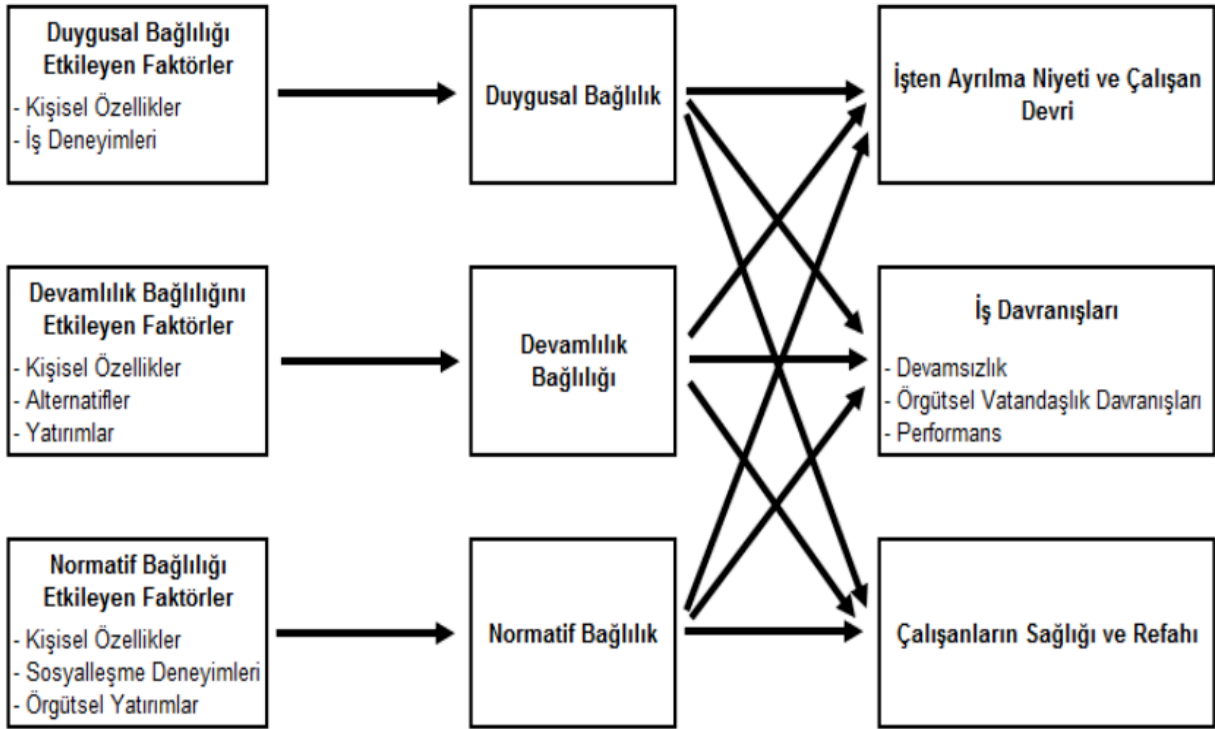 Duygusal Bağlılığı
Etkileyen Faktörler
- Kişisel Özellikler
- İş Deneyimleri
Duygusal Bağlılık
İşten Ayrılma Niyeti ve Çalışan
Devri
Devamlılık Bağlılığını
Etkileyen Faktörler
- Kişisel Özellikler
- Alternatifler
- Yatırımlar
Devamlılık
Bağlılığı
İş Davranışları
- Devamsızlık
- Örgütsel Vatandaşlık Davranışları
- Performans
Normatif Bağlılığı
Etkileyen Faktörler
- Kişisel Özellikler
- Sosyalleşme Deneyimleri
- Örgütsel Yatırımlar
Normatif Bağlılık
Çalışanların Sağlığı ve Refahı